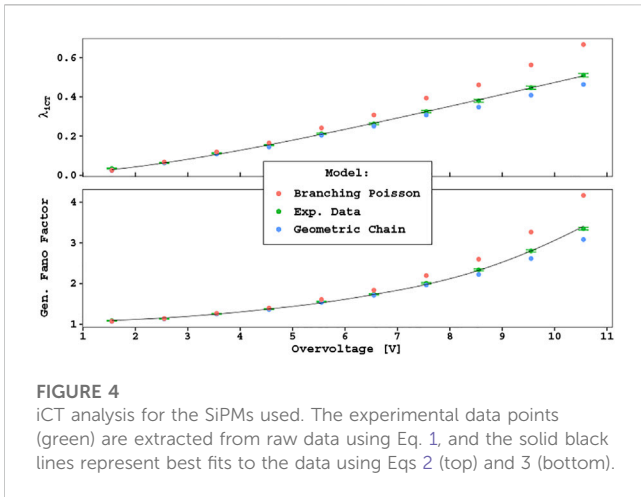 0.6
0.4
0.2
0.0
λiCT
Model:
Branching Poisson
Exp. Data
Geometric Chain
4
3
2
1
Gen. Fano Factor
1 2 3 4 5 6 7 8 9 10 11
Overvoltage [V]
FIGURE 4
iCT analysis for the SiPMs used. The experimental data points
(green) are extracted from raw data using Eq. 1, and the solid black
lines represent best fits to the data using Eqs 2 (top) and 3 (bottom).